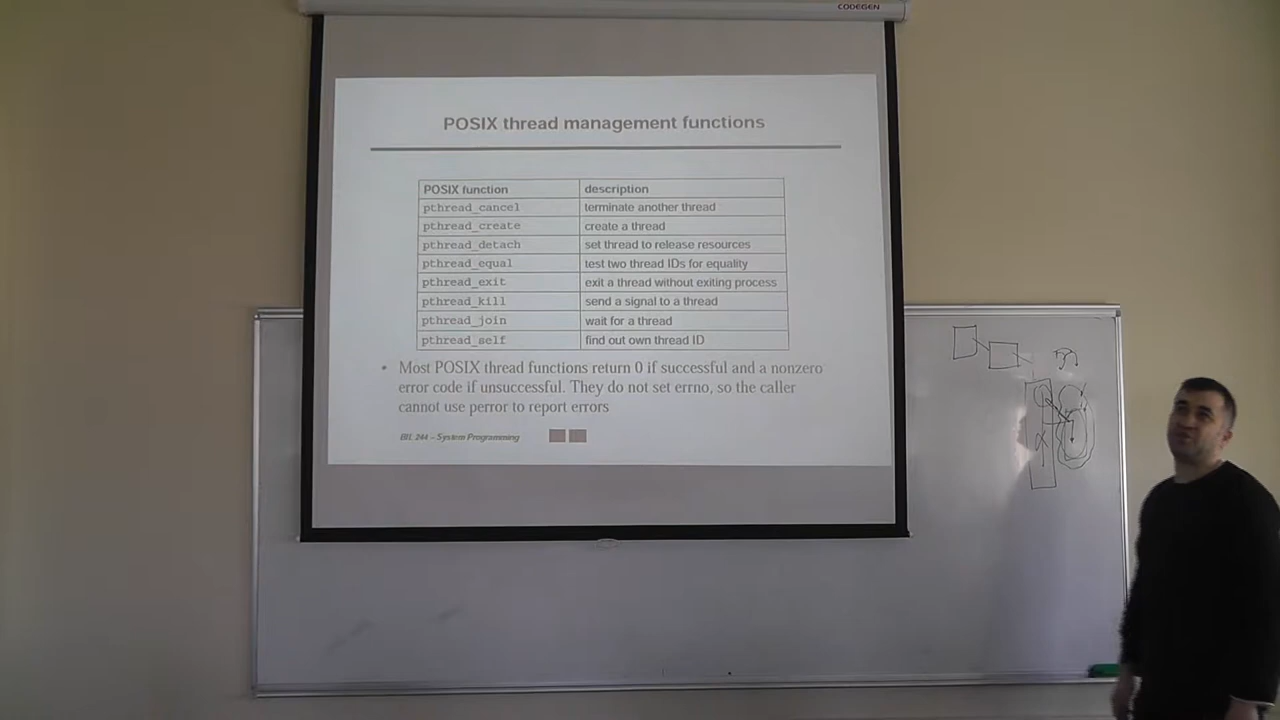 CODEGEN
POSIX thread management functions
POSIX function description
pthread_cancel terminate another thread
pthread_create create a thread
pthread_detach set thread to release resources
pthread_equal test two thread IDs for equality
pthread_exit exit a thread without exiting process
pthread_kill send a signal to a thread
pthread_join wait for a thread
pthread_self find out own thread ID
• Most POSIX thread functions return 0 if successful and a nonzero
error code if unsuccessful. They do not set errno, so the caller
cannot use perror to report errors
BIL 244 – System Programming